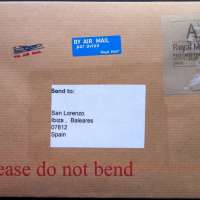 BY AIR MAIL
par avion
Royal Mail
Send to:
San Lorenzo
Ibiza . Baleares
07812
Spain
ease do not bend